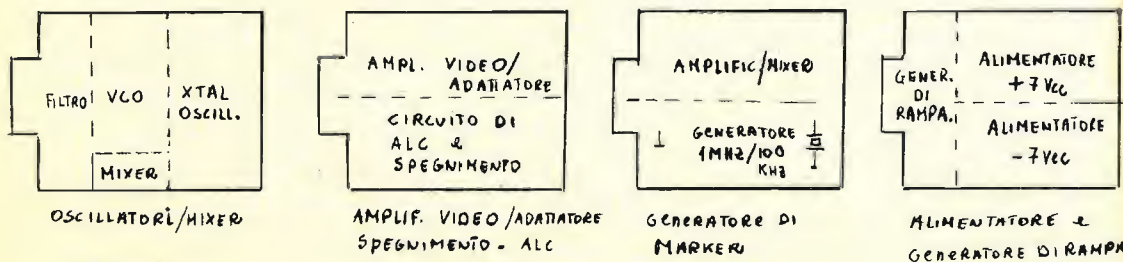 FILTRO
VCO
XTAL
OSCILL.
MIXER
OSCILLATORI/MIXER
AMPL. VIDEO/
ADATTATORE
CIRCUITO DI
ALC e
SPEGNIMENTO
AMPLIF. VIDEO/ADATTATORE
SPEGNIMENTO - ALC
AMPLIFIC/MIXER
GENERATORE
1MHZ/100
KHZ
GENERATORE DI
MARKER
GENER.
DI
RAMPA.
ALIMENTATORE
+7 Vcc
ALIMENTATORE
-7 Vcc
ALIMENTATORE e
GENERATORE DI RAMPA